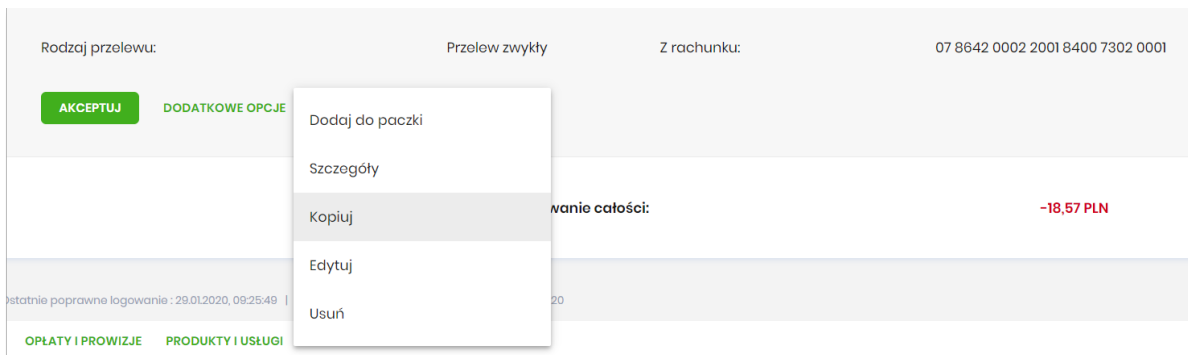 Rodzaj przelewu: Przelew zwykły Z rachunku: 07 8642 0002 2001 8400 7302 0001
AKCEPTUJ DODATKOWE OPCJE
Dodaj do paczki
Szczegóły
Kopiuj
wanie całości: -18,57 PLN
Edytuj
statnie poprawne logowanie : 29.01.2020, 09:25:49 | 20
Usuń
OPŁATY I PROWIZJE PRODUKTY I USŁUGI